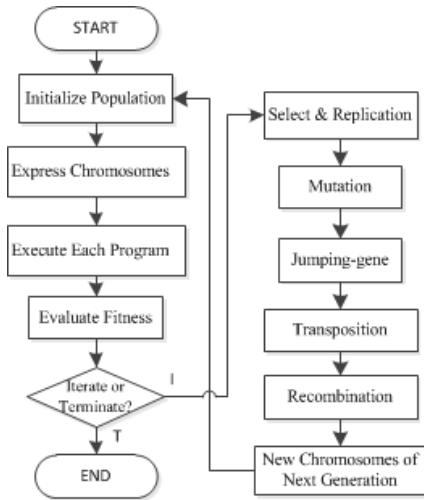 START
Initialize Population
Express Chromosomes
Execute Each Program
Evaluate Fitness
Iterate or
Terminate?
I
T
END
Select & Replication
Mutation
Jumping-gene
Transposition
Recombination
New Chromosomes of
Next Generation